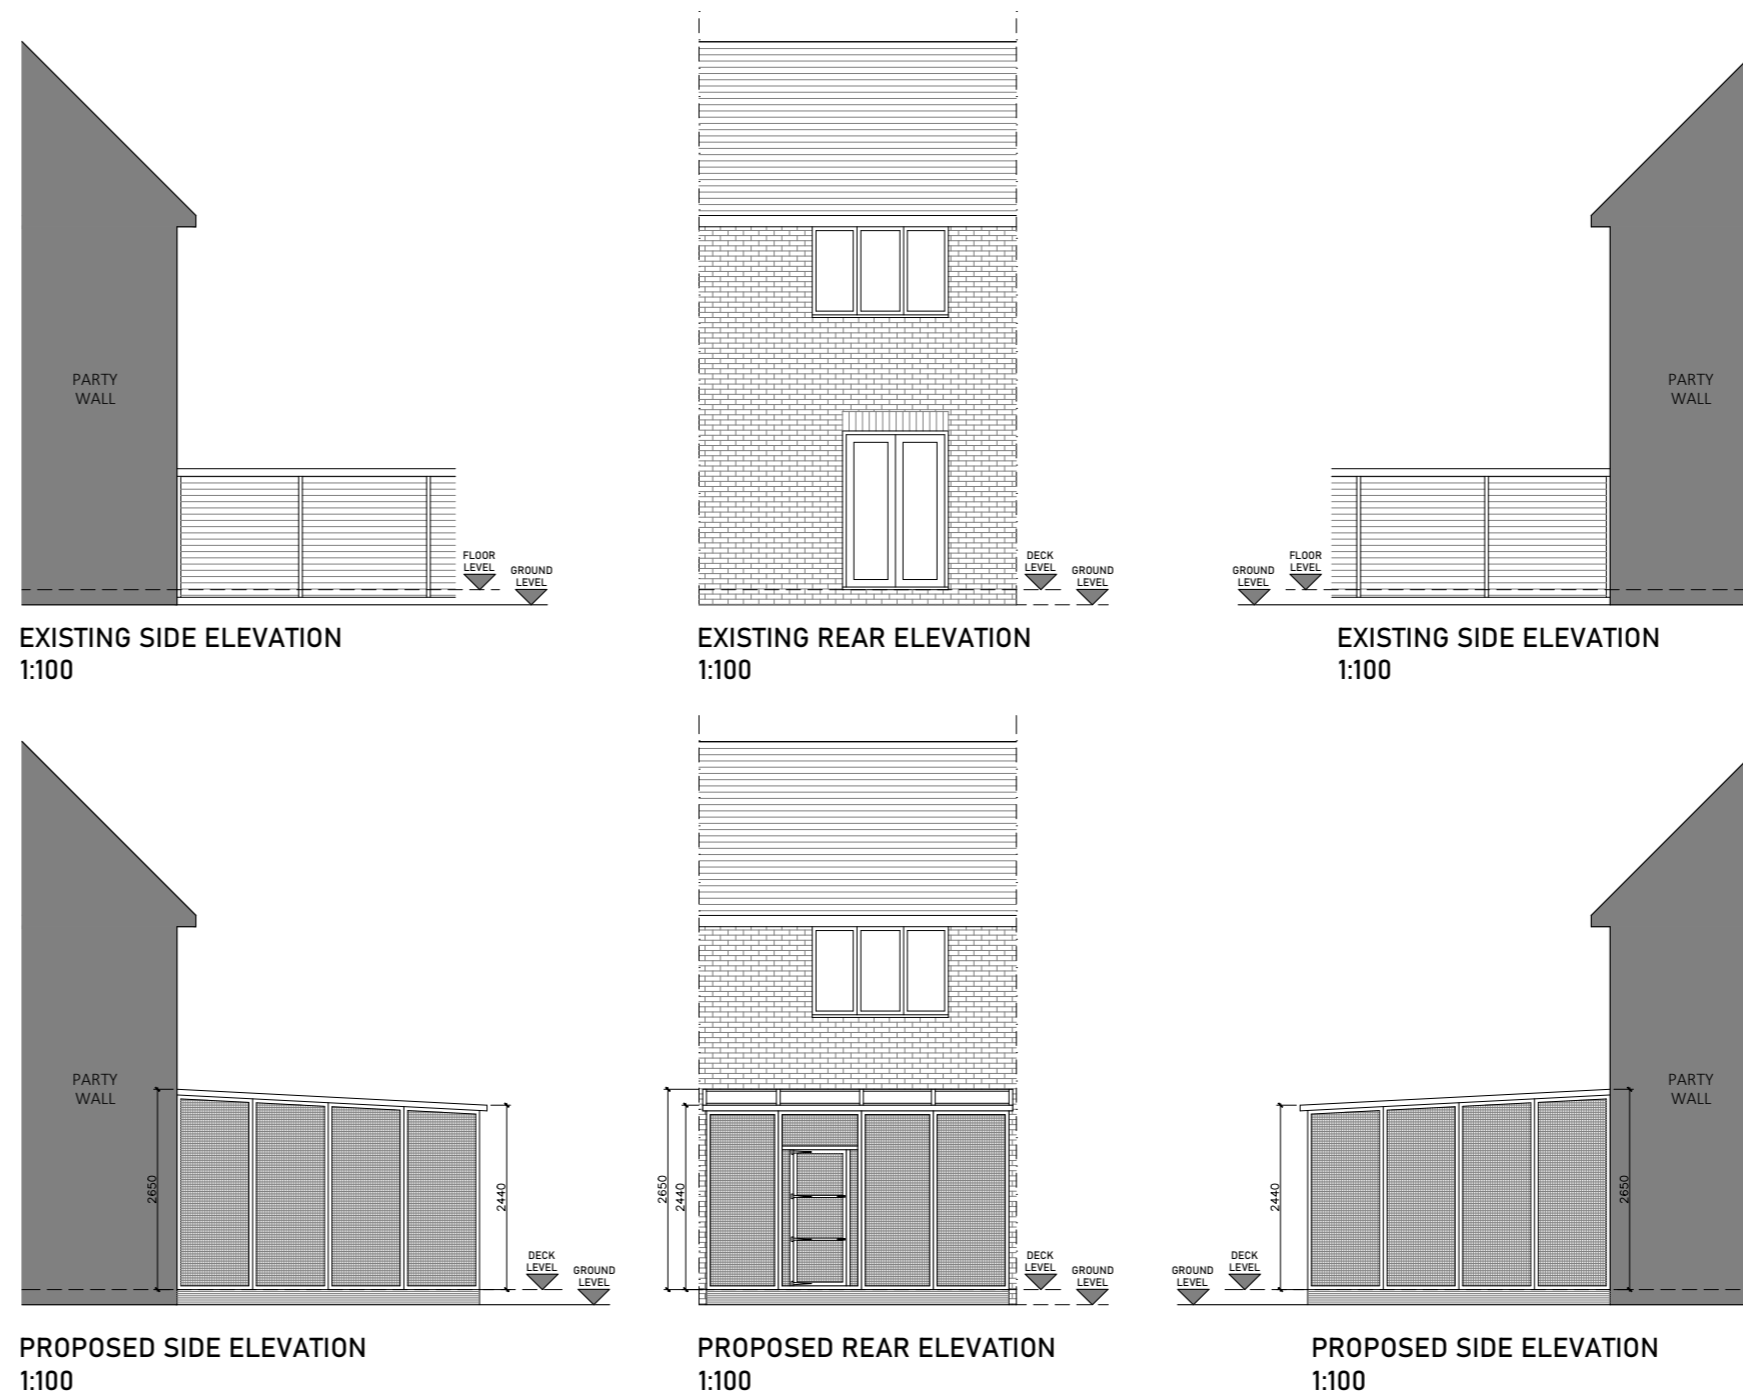 PARTY
WALL
FLOOR
LEVEL
GROUND
LEVEL
EXISTING SIDE ELEVATION
1:100
DECK
LEVEL
GROUND
LEVEL
EXISTING REAR ELEVATION
1:100
GROUND
LEVEL
FLOOR
LEVEL
PARTY
WALL
EXISTING SIDE ELEVATION
1:100
PARTY
WALL
2650
2440
DECK
LEVEL
GROUND
LEVEL
PROPOSED SIDE ELEVATION
1:100
2650
2440
DECK
LEVEL
GROUND
LEVEL
PROPOSED REAR ELEVATION
1:100
GROUND
LEVEL
DECK
LEVEL
2440
2650
PARTY
WALL
PROPOSED SIDE ELEVATION
1:100